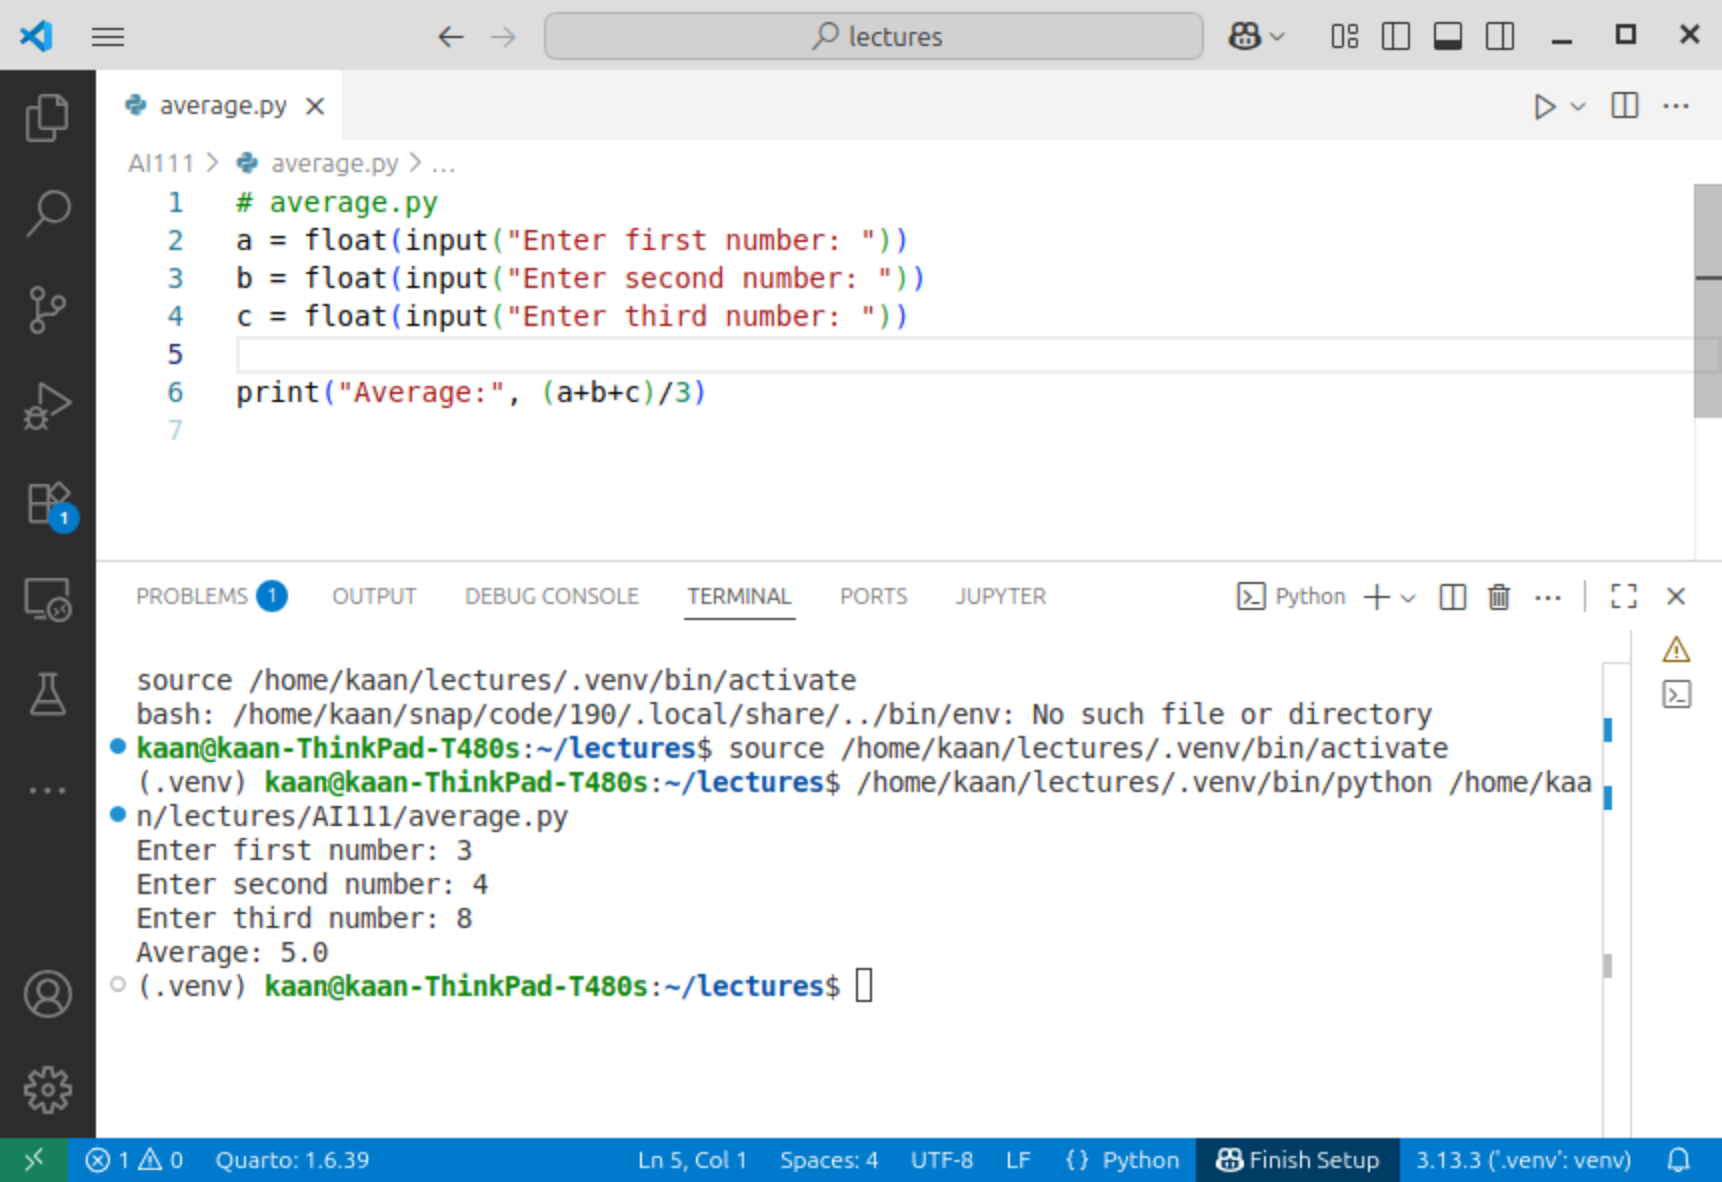 lectures
average.py
AI111 > average.py > ...
1 # average.py
2 a = float(input("Enter first number: "))
3 b = float(input("Enter second number: "))
4 c = float(input("Enter third number: "))
5
6 print("Average:", (a+b+c)/3)
7
1
PROBLEMS 1 OUTPUT DEBUG CONSOLE TERMINAL PORTS JUPYTER Python
source /home/kaan/lectures/.venv/bin/activate
bash: /home/kaan/snap/code/190/.local/share/../bin/env: No such file or directory
kaan@kaan-ThinkPad-T480s:~/lectures$ source /home/kaan/lectures/.venv/bin/activate
(.venv) kaan@kaan-ThinkPad-T480s:~/lectures$ /home/kaan/lectures/.venv/bin/python /home/kaa
n/lectures/AI111/average.py
Enter first number: 3
Enter second number: 4
Enter third number: 8
Average: 5.0
(.venv) kaan@kaan-ThinkPad-T480s:~/lectures$
1 0 Quarto: 1.6.39 Ln 5, Col 1 Spaces: 4 UTF-8 LF {} Python Finish Setup 3.13.3 ('.venv': venv)